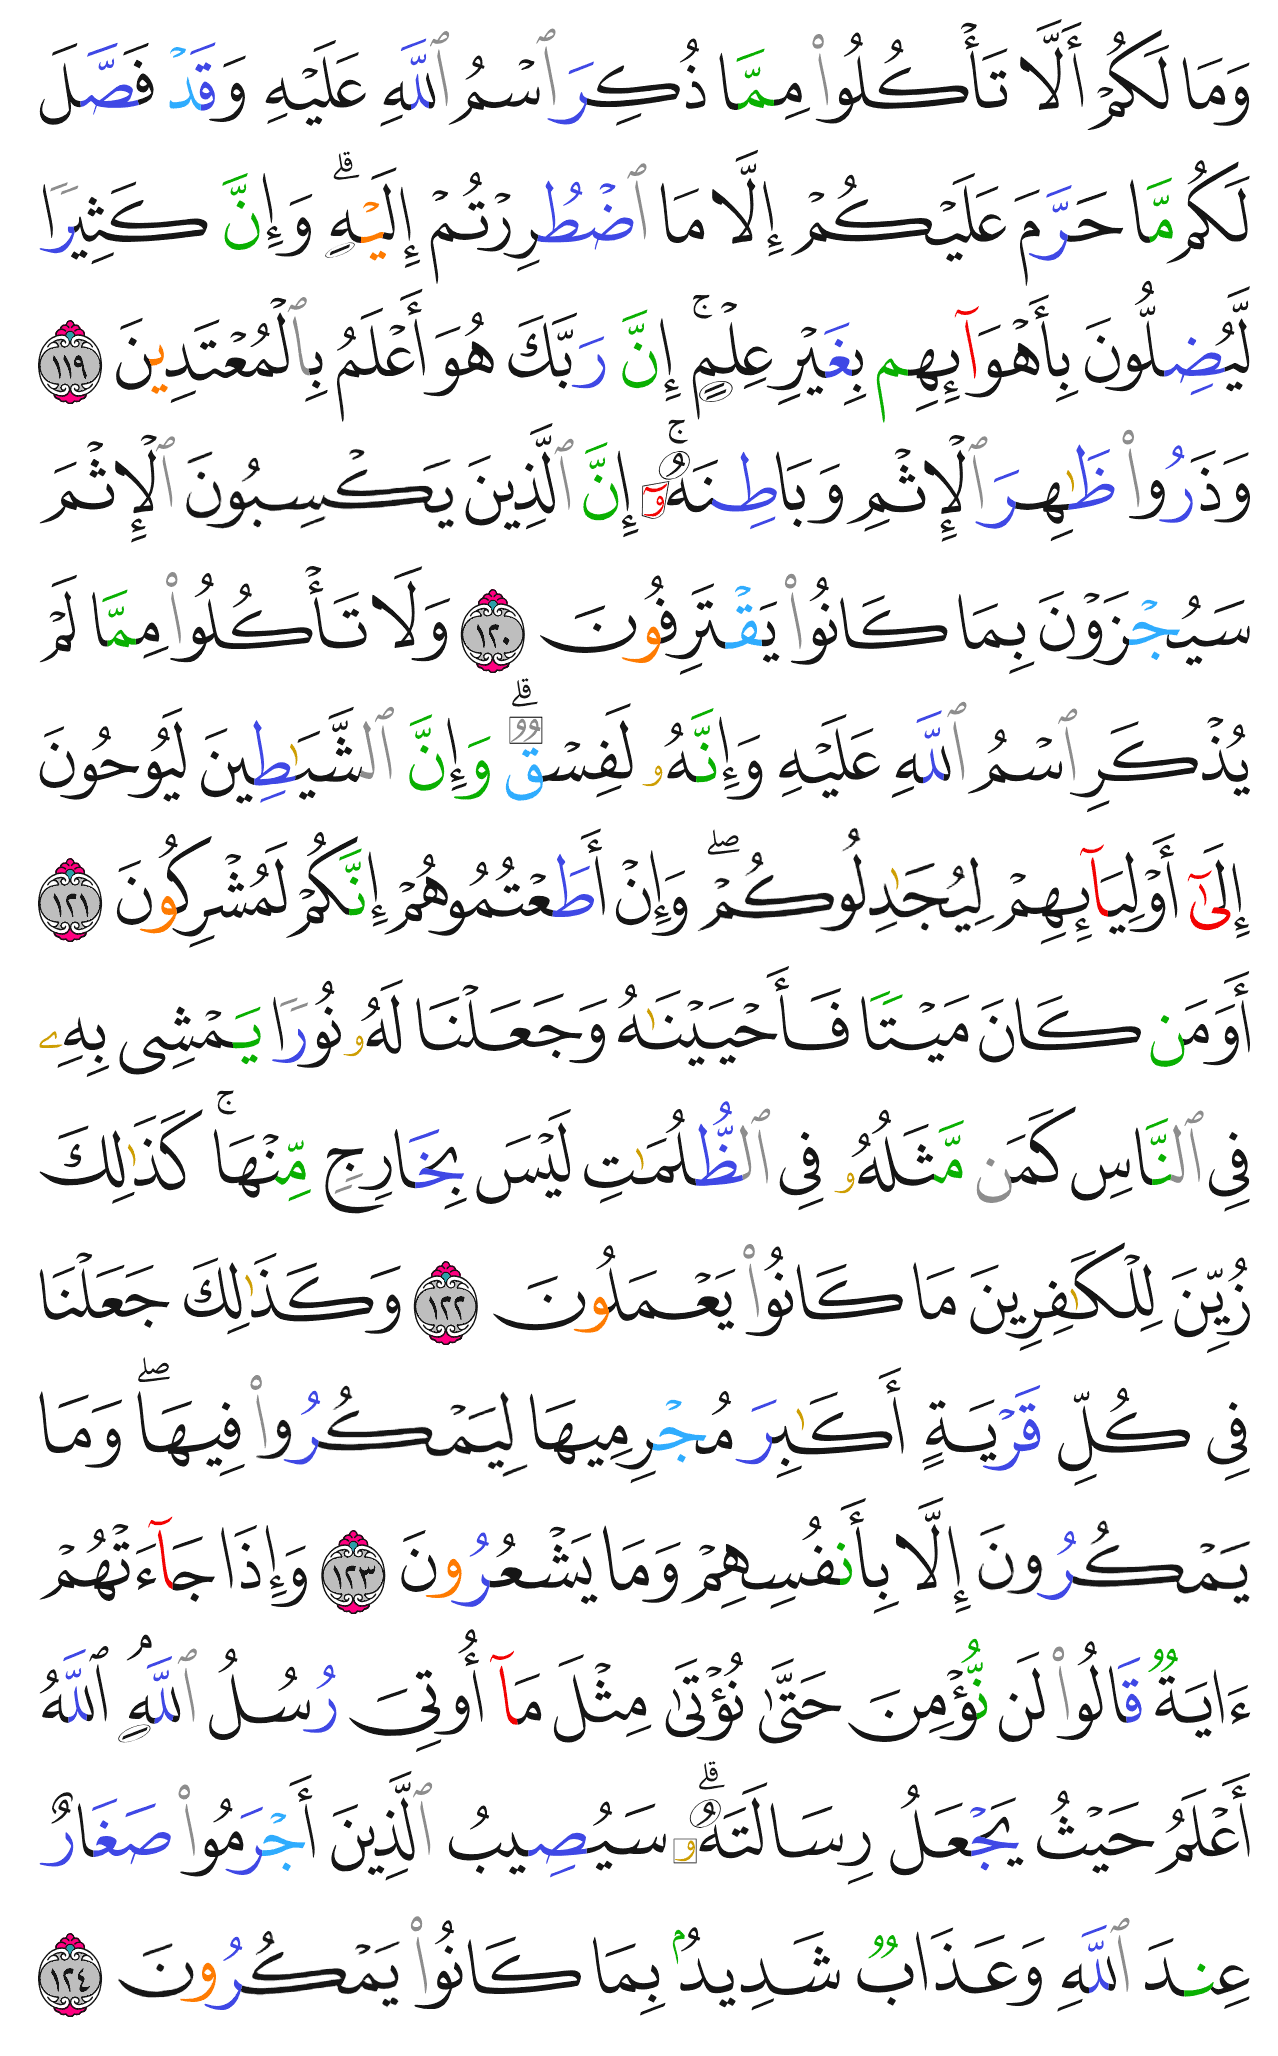 وَمَا لَكُمْ أَلَّا تَأْكُلُوا۟ مِمَّا ذُكِرَ ٱسْمُ ٱللَّهِ عَلَيْهِ وَقَدْ فَصَّلَ
لَكُم مَّا حَرَّمَ عَلَيْكُمْ إِلَّا مَا ٱضْطُرِرْتُمْ إِلَيْهِ ۗ وَإِنَّ كَثِيرًا
لَّيُضِلُّونَ بِأَهْوَآئِهِم بِغَيْرِ عِلْمٍ ۚ إِنَّ رَبَّكَ هُوَ أَعْلَمُ بِٱلْمُعْتَدِينَ ١١٩
وَذَرُوا۟ ظَـٰهِرَ ٱلْإِثْمِ وَبَاطِنَهُۥٓ ۚ إِنَّ ٱلَّذِينَ يَكْسِبُونَ ٱلْإِثْمَ
سَيُجْزَوْنَ بِمَا كَانُوا۟ يَقْتَرِفُونَ ١٢٠ وَلَا تَأْكُلُوا۟ مِمَّا لَمْ
يُذْكَرِ ٱسْمُ ٱللَّهِ عَلَيْهِ وَإِنَّهُۥ لَفِسْقٌ ۗ وَإِنَّ ٱلشَّيَـٰطِينَ لَيُوحُونَ
إِلَىٰٓ أَوْلِيَآئِهِمْ لِيُجَـٰدِلُوكُمْ ۖ وَإِنْ أَطَعْتُمُوهُمْ إِنَّكُمْ لَمُشْرِكُونَ ١٢١
أَوَمَن كَانَ مَيْتًا فَأَحْيَيْنَـٰهُ وَجَعَلْنَا لَهُۥ نُورًا يَمْشِى بِهِۦ
فِى ٱلنَّاسِ كَمَن مَّثَلُهُۥ فِى ٱلظُّلُمَـٰتِ لَيْسَ بِخَارِجٍ مِّنْهَا ۚ كَذَٰلِكَ
زُيِّنَ لِلْكَـٰفِرِينَ مَا كَانُوا۟ يَعْمَلُونَ ١٢٢ وَكَذَٰلِكَ جَعَلْنَا
فِى كُلِّ قَرْيَةٍ أَكَـٰبِرَ مُجْرِمِيهَا لِيَمْكُرُوا۟ فِيهَا ۖ وَمَا
يَمْكُرُونَ إِلَّا بِأَنفُسِهِمْ وَمَا يَشْعُرُونَ ١٢٣ وَإِذَا جَآءَتْهُمْ
ءَايَةٌ قَالُوا۟ لَن نُّؤْمِنَ حَتَّىٰ نُؤْتَىٰ مِثْلَ مَآ أُوتِىَ رُسُلُ ٱللَّهِ ۘ ٱللَّهُ
أَعْلَمُ حَيْثُ يَجْعَلُ رِسَالَتَهُۥ ۗ سَيُصِيبُ ٱلَّذِينَ أَجْرَمُوا۟ صَغَارٌ
عِندَ ٱللَّهِ وَعَذَابٌ شَدِيدٌۢ بِمَا كَانُوا۟ يَمْكُرُونَ ١٢٤